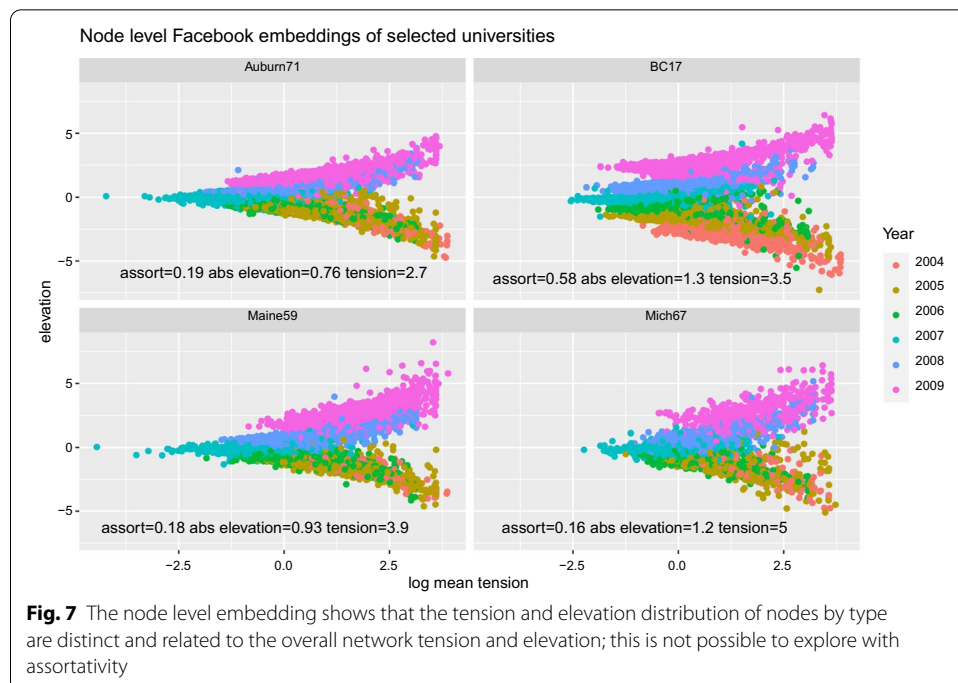 Node level Facebook embeddings of selected universities
Auburn71
BC17
5
0
-5
assort=0.19 abs elevation=0.76 tension=2.7
assort=0.58 abs elevation=1.3 tension=3.5
Maine59
Mich67
5
0
-5
assort=0.18 abs elevation=0.93 tension=3.9
assort=0.16 abs elevation=1.2 tension=5
elevation
-2.5 0.0 2.5
-2.5 0.0 2.5
log mean tension
Year
2004
2005
2006
2007
2008
2009
Fig. 7 The node level embedding shows that the tension and elevation distribution of nodes by type
are distinct and related to the overall network tension and elevation; this is not possible to explore with
assortativity